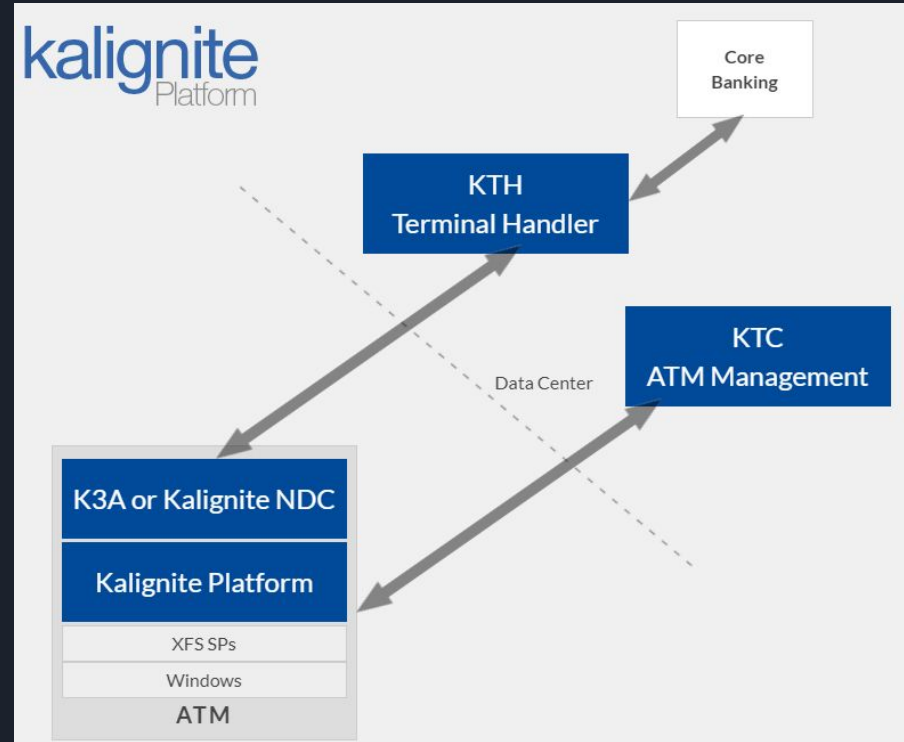 kalignite
Platform
Core
Banking
KTH
Terminal Handler
KTC
ATM Management
Data Center
K3A or Kalignite NDC
Kalignite Platform
XFS SPs
Windows
ATM